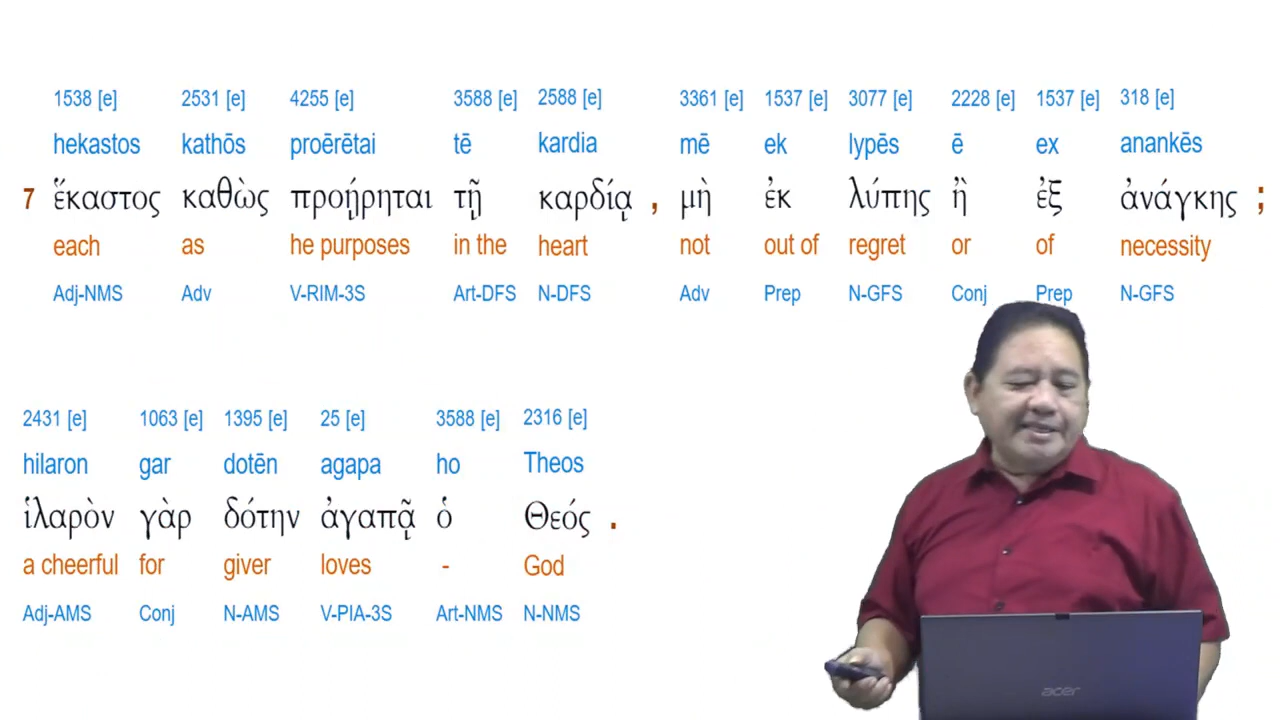 1538 [e] 2531 [e] 4255 [e] 3588 [e] 2588 [e] 3361 [e] 1537 [e] 3077 [e] 2228 [e] 1537 [e] 318 [e]
hekastos kathōs proērētai tē kardia mē ek lypēs ē ex anankēs
7 ἕκαστος καθὼς προῄρηται τῇ καρδίᾳ , μὴ ἐκ λύπης ἢ ἐξ ἀνάγκης ;
each as he purposes in the heart not out of regret or of necessity
Adj-NMS Adv V-RIM-3S Art-DFS N-DFS Adv Prep N-GFS Conj Prep N-GFS
2431 [e] 1063 [e] 1395 [e] 25 [e] 3588 [e] 2316 [e]
hilaron gar dotēn agapa ho Theos
ἱλαρὸν γὰρ δότην ἀγαπᾷ ὁ Θεός .
a cheerful for giver loves - God
Adj-AMS Conj N-AMS V-PIA-3S Art-NMS N-NMS
acer